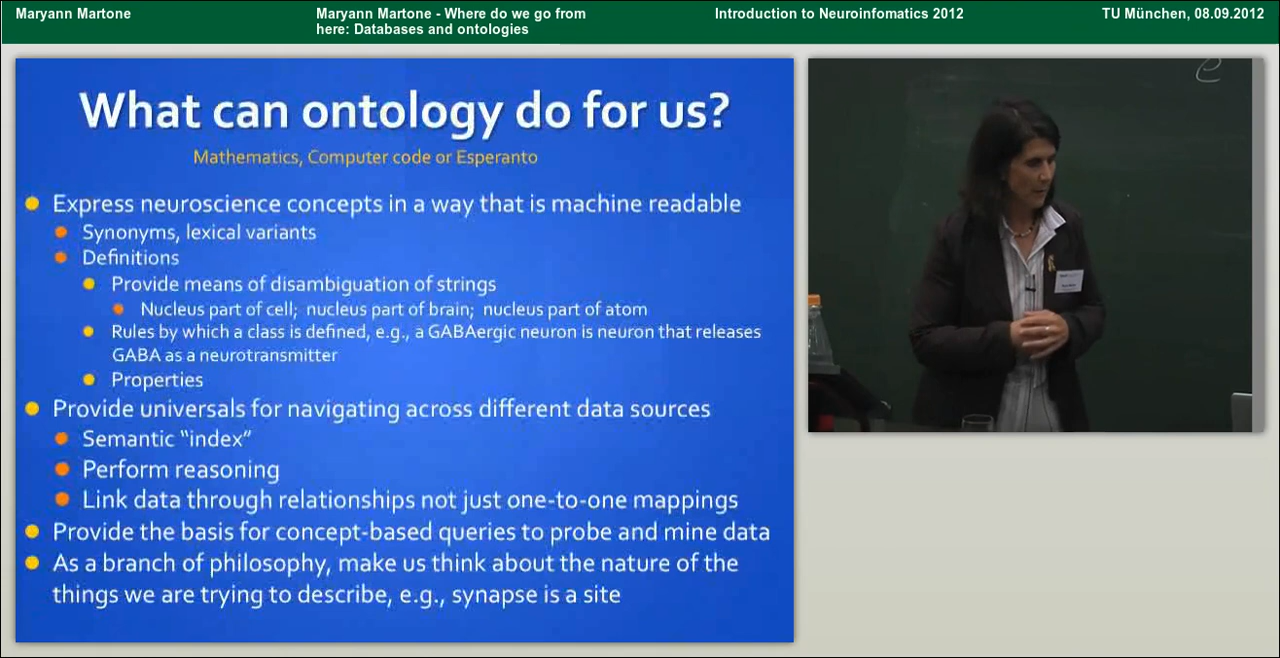 Maryann Martone
Maryann Martone - Where do we go from
here: Databases and ontologies
Introduction to Neuroinfomatics 2012
TU München, 08.09.2012
What can ontology do for us?
Mathematics, Computer code or Esperanto
Express neuroscience concepts in a way that is machine readable
Synonyms, lexical variants
Definitions
Provide means of disambiguation of strings
Nucleus part of cell; nucleus part of brain; nucleus part of atom
Rules by which a class is defined, e.g., a GABAergic neuron is neuron that releases
GABA as a neurotransmitter
Properties
Provide universals for navigating across different data sources
Semantic “index”
Perform reasoning
Link data through relationships not just one-to-one mappings
Provide the basis for concept-based queries to probe and mine data
As a branch of philosophy, make us think about the nature of the
things we are trying to describe, e.g., synapse is a site